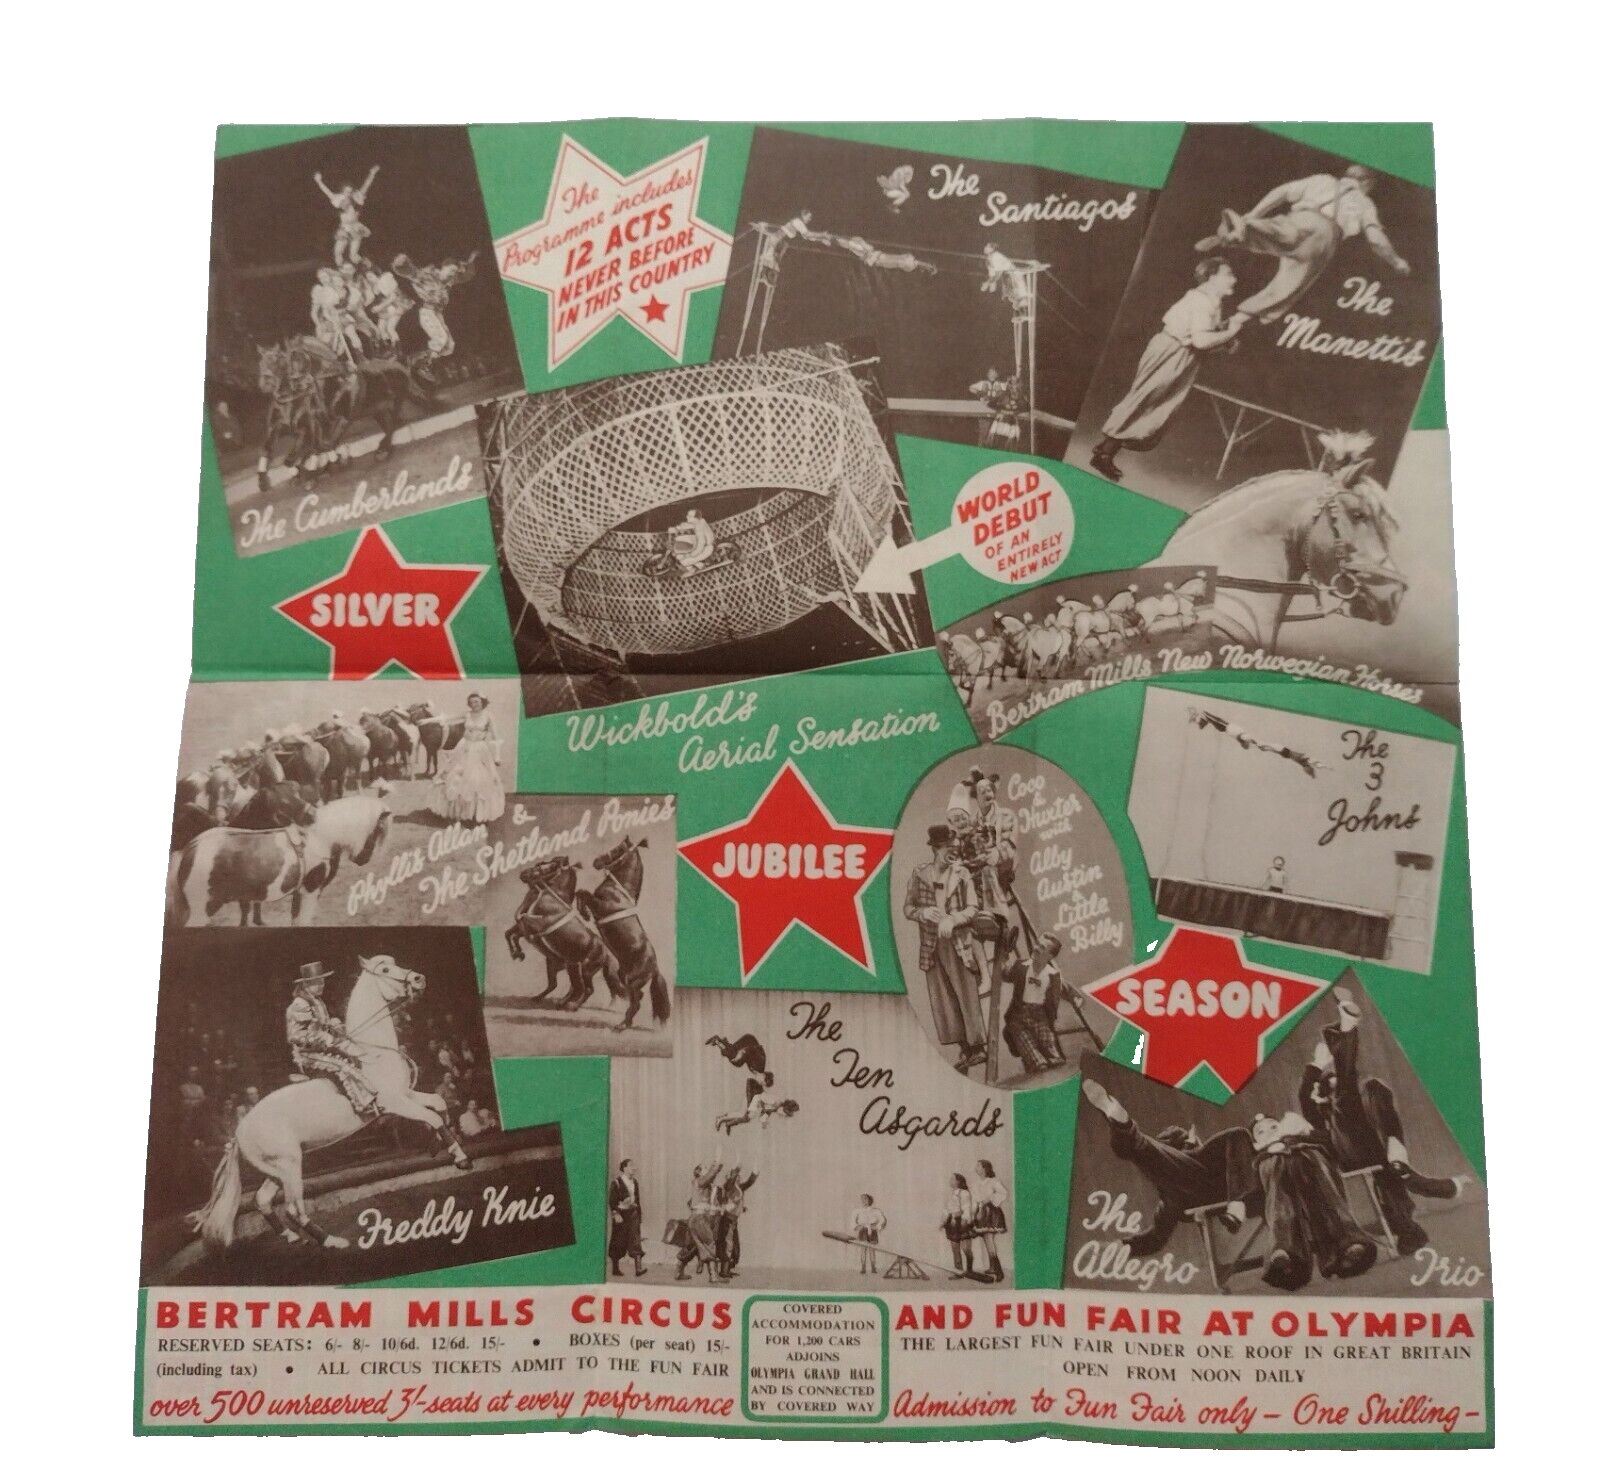 The
Programme includes
12 ACTS
NEVER BEFORE
IN THIS COUNTRY
The
Santiagos
The
Manettis
The Cumberlands
WORLD
DEBUT
OF AN
ENTIRELY
NEW ACT
SILVER
Bertram Mills New Norwegian Horses
Wickbold's
Aerial Sensation
The
3
Johns
Phyllis Allan &
The Shetland Ponies
JUBILEE
Coco
&
Huxter
with
Alby
Austin
&
Little
Billy
SEASON
The
Ten
Asgards
Freddy Knie
The
Allegro
Trio
BERTRAM MILLS CIRCUS
RESERVED SEATS: 6/- 8/- 10/6d. 12/6d. 15/- • BOXES (per seat) 15/-
(including tax) • ALL CIRCUS TICKETS ADMIT TO THE FUN FAIR
over 500 unreserved 3/- seats at every performance
COVERED
ACCOMMODATION
FOR 1,200 CARS
ADJOINS
OLYMPIA GRAND HALL
AND IS CONNECTED
BY COVERED WAY
AND FUN FAIR AT OLYMPIA
THE LARGEST FUN FAIR UNDER ONE ROOF IN GREAT BRITAIN
OPEN FROM NOON DAILY
Admission to Fun Fair only - One Shilling -